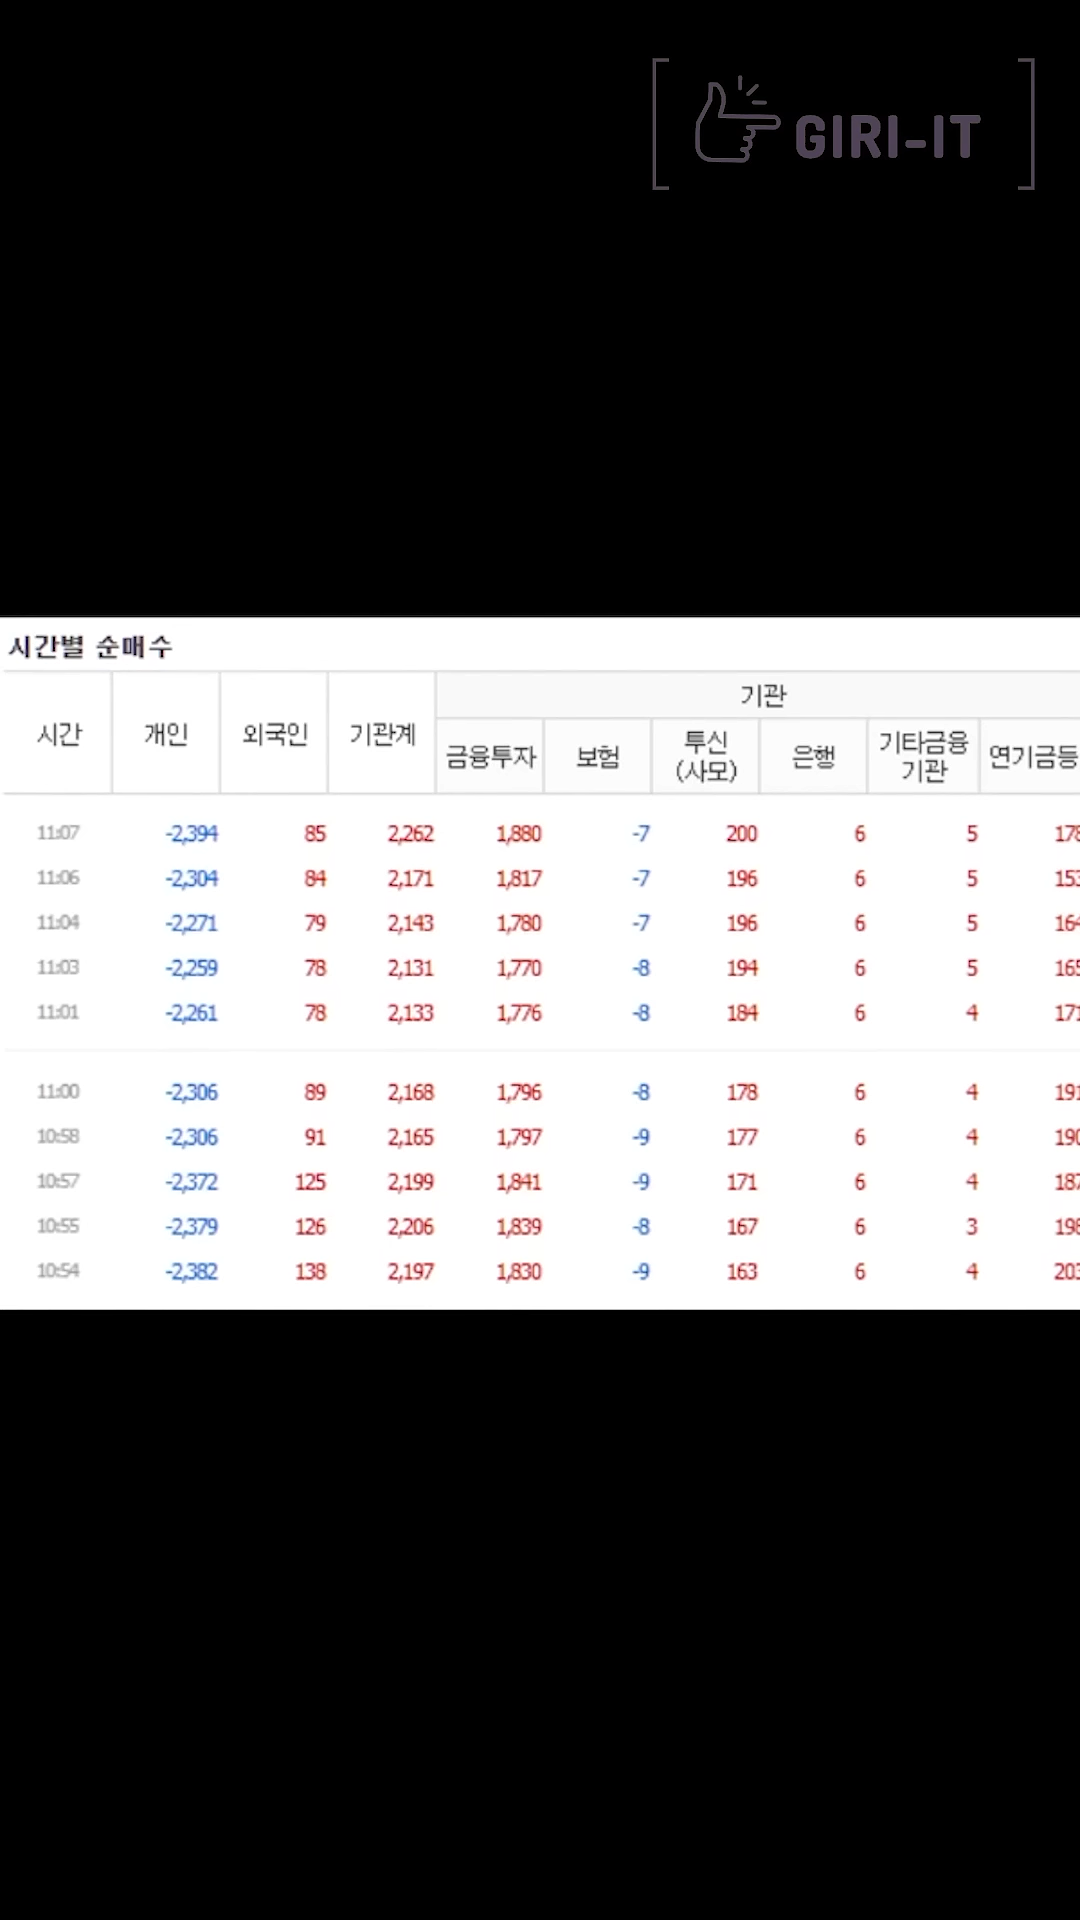 GIRI-IT
시간별 순매수
시간 개인 외국인 기관계 기관
금융투자 보험 투신(사모) 은행 기타금융기관 연기금등
11:07 -2,394 85 2,262 1,880 -7 200 6 5
11:06 -2,304 84 2,171 1,817 -7 196 6 5
11:04 -2,271 79 2,143 1,780 -7 196 6 5
11:03 -2,259 78 2,131 1,770 -8 194 6 5
11:01 -2,261 78 2,133 1,776 -8 184 6 4
11:00 -2,306 89 2,168 1,796 -8 178 6 4
10:58 -2,306 91 2,165 1,797 -9 177 6 4
10:57 -2,372 125 2,199 1,841 -9 171 6 4
10:55 -2,379 126 2,206 1,839 -8 167 6 3
10:54 -2,382 138 2,197 1,830 -9 163 6 4